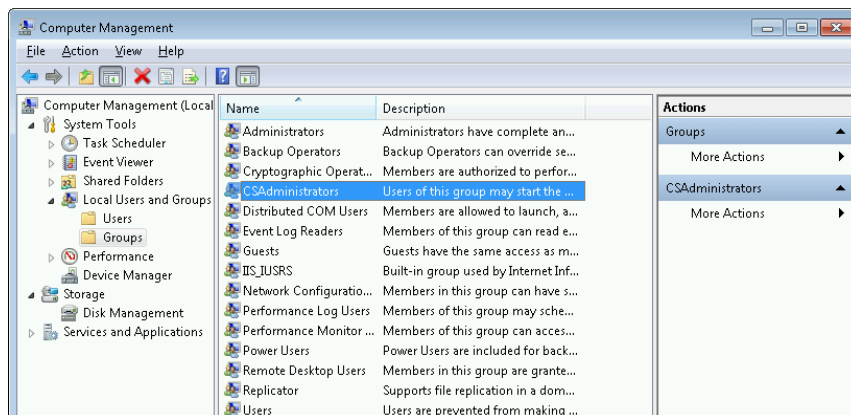 Computer Management
File Action View Help
Computer Management (Local
System Tools
Task Scheduler
Event Viewer
Shared Folders
Local Users and Groups
Users
Groups
Performance
Device Manager
Storage
Disk Management
Services and Applications
Name Description
Administrators Administrators have complete an...
Backup Operators Backup Operators can override se...
Cryptographic Operat... Members are authorized to perfor...
CSAdministrators Users of this group may start the ...
Distributed COM Users Members are allowed to launch, a...
Event Log Readers Members of this group can read e...
Guests Guests have the same access as m...
IIS_IUSRS Built-in group used by Internet Inf...
Network Configuratio... Members in this group can have s...
Performance Log Users Members of this group may sche...
Performance Monitor ... Members of this group can acces...
Power Users Power Users are included for back...
Remote Desktop Users Members in this group are grante...
Replicator Supports file replication in a dom...
Users Users are prevented from making ...
Actions
Groups
More Actions
CSAdministrators
More Actions